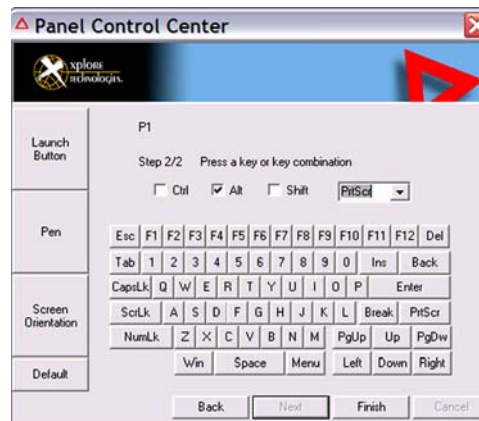 Panel Control Center
xplore
technologies.
Launch
Button
Pen
Screen
Orientation
Default
P1
Step 2/2 Press a key or key combination
Ctrl Alt Shift PrtScr
Esc F1 F2 F3 F4 F5 F6 F7 F8 F9 F10 F11 F12 Del
Tab 1 2 3 4 5 6 7 8 9 0 Ins Back
CapsLk Q W E R T Y U I O P Enter
ScrLk A S D F G H J K L Break PrtScr
NumLk Z X C V B N M PgUp Up PgDw
Win Space Menu Left Down Right
Back Next Finish Cancel